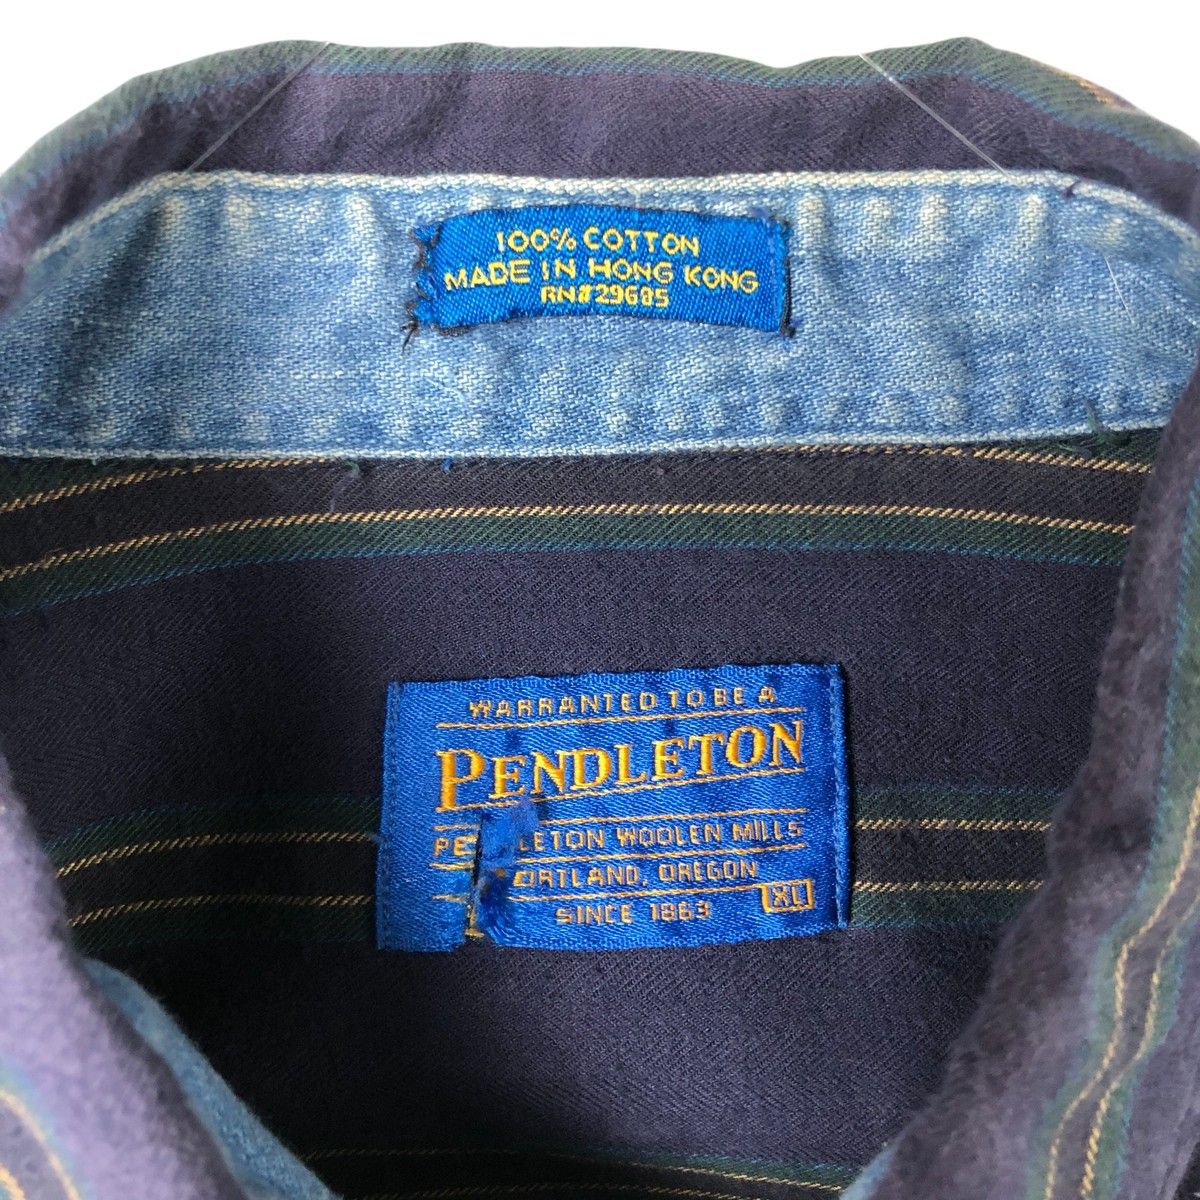 100% COTTON
MADE IN HONG KONG
RN#29685
WARRANTED TO BE A
PENDLETON
PE LETON WOOLEN MILLS
ORTLAND, OREGON
SINCE 1863
XL